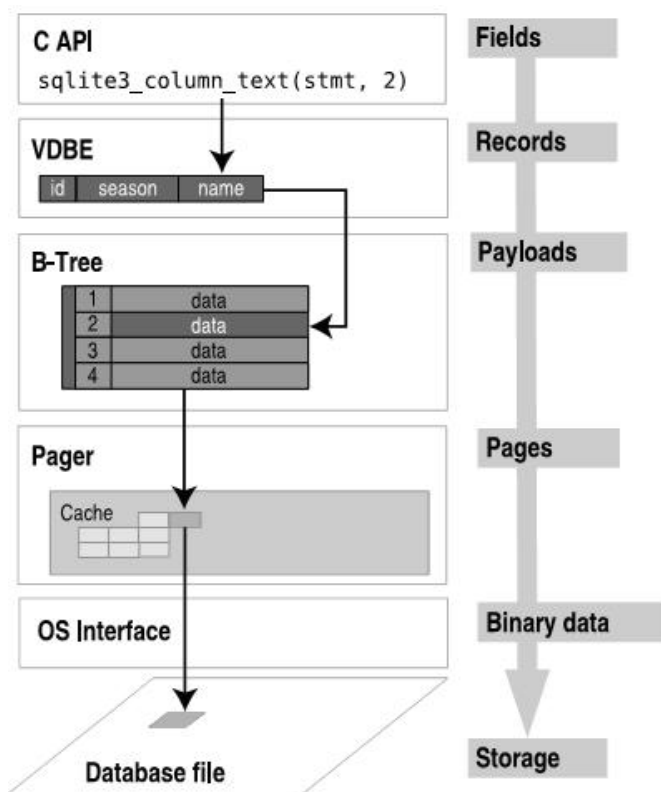 C API
sqlite3_column_text(stmt, 2)
VDBE
id season name
B-Tree
1 data
2 data
3 data
4 data
Pager
Cache
OS Interface
Database file
Fields
Records
Payloads
Pages
Binary data
Storage